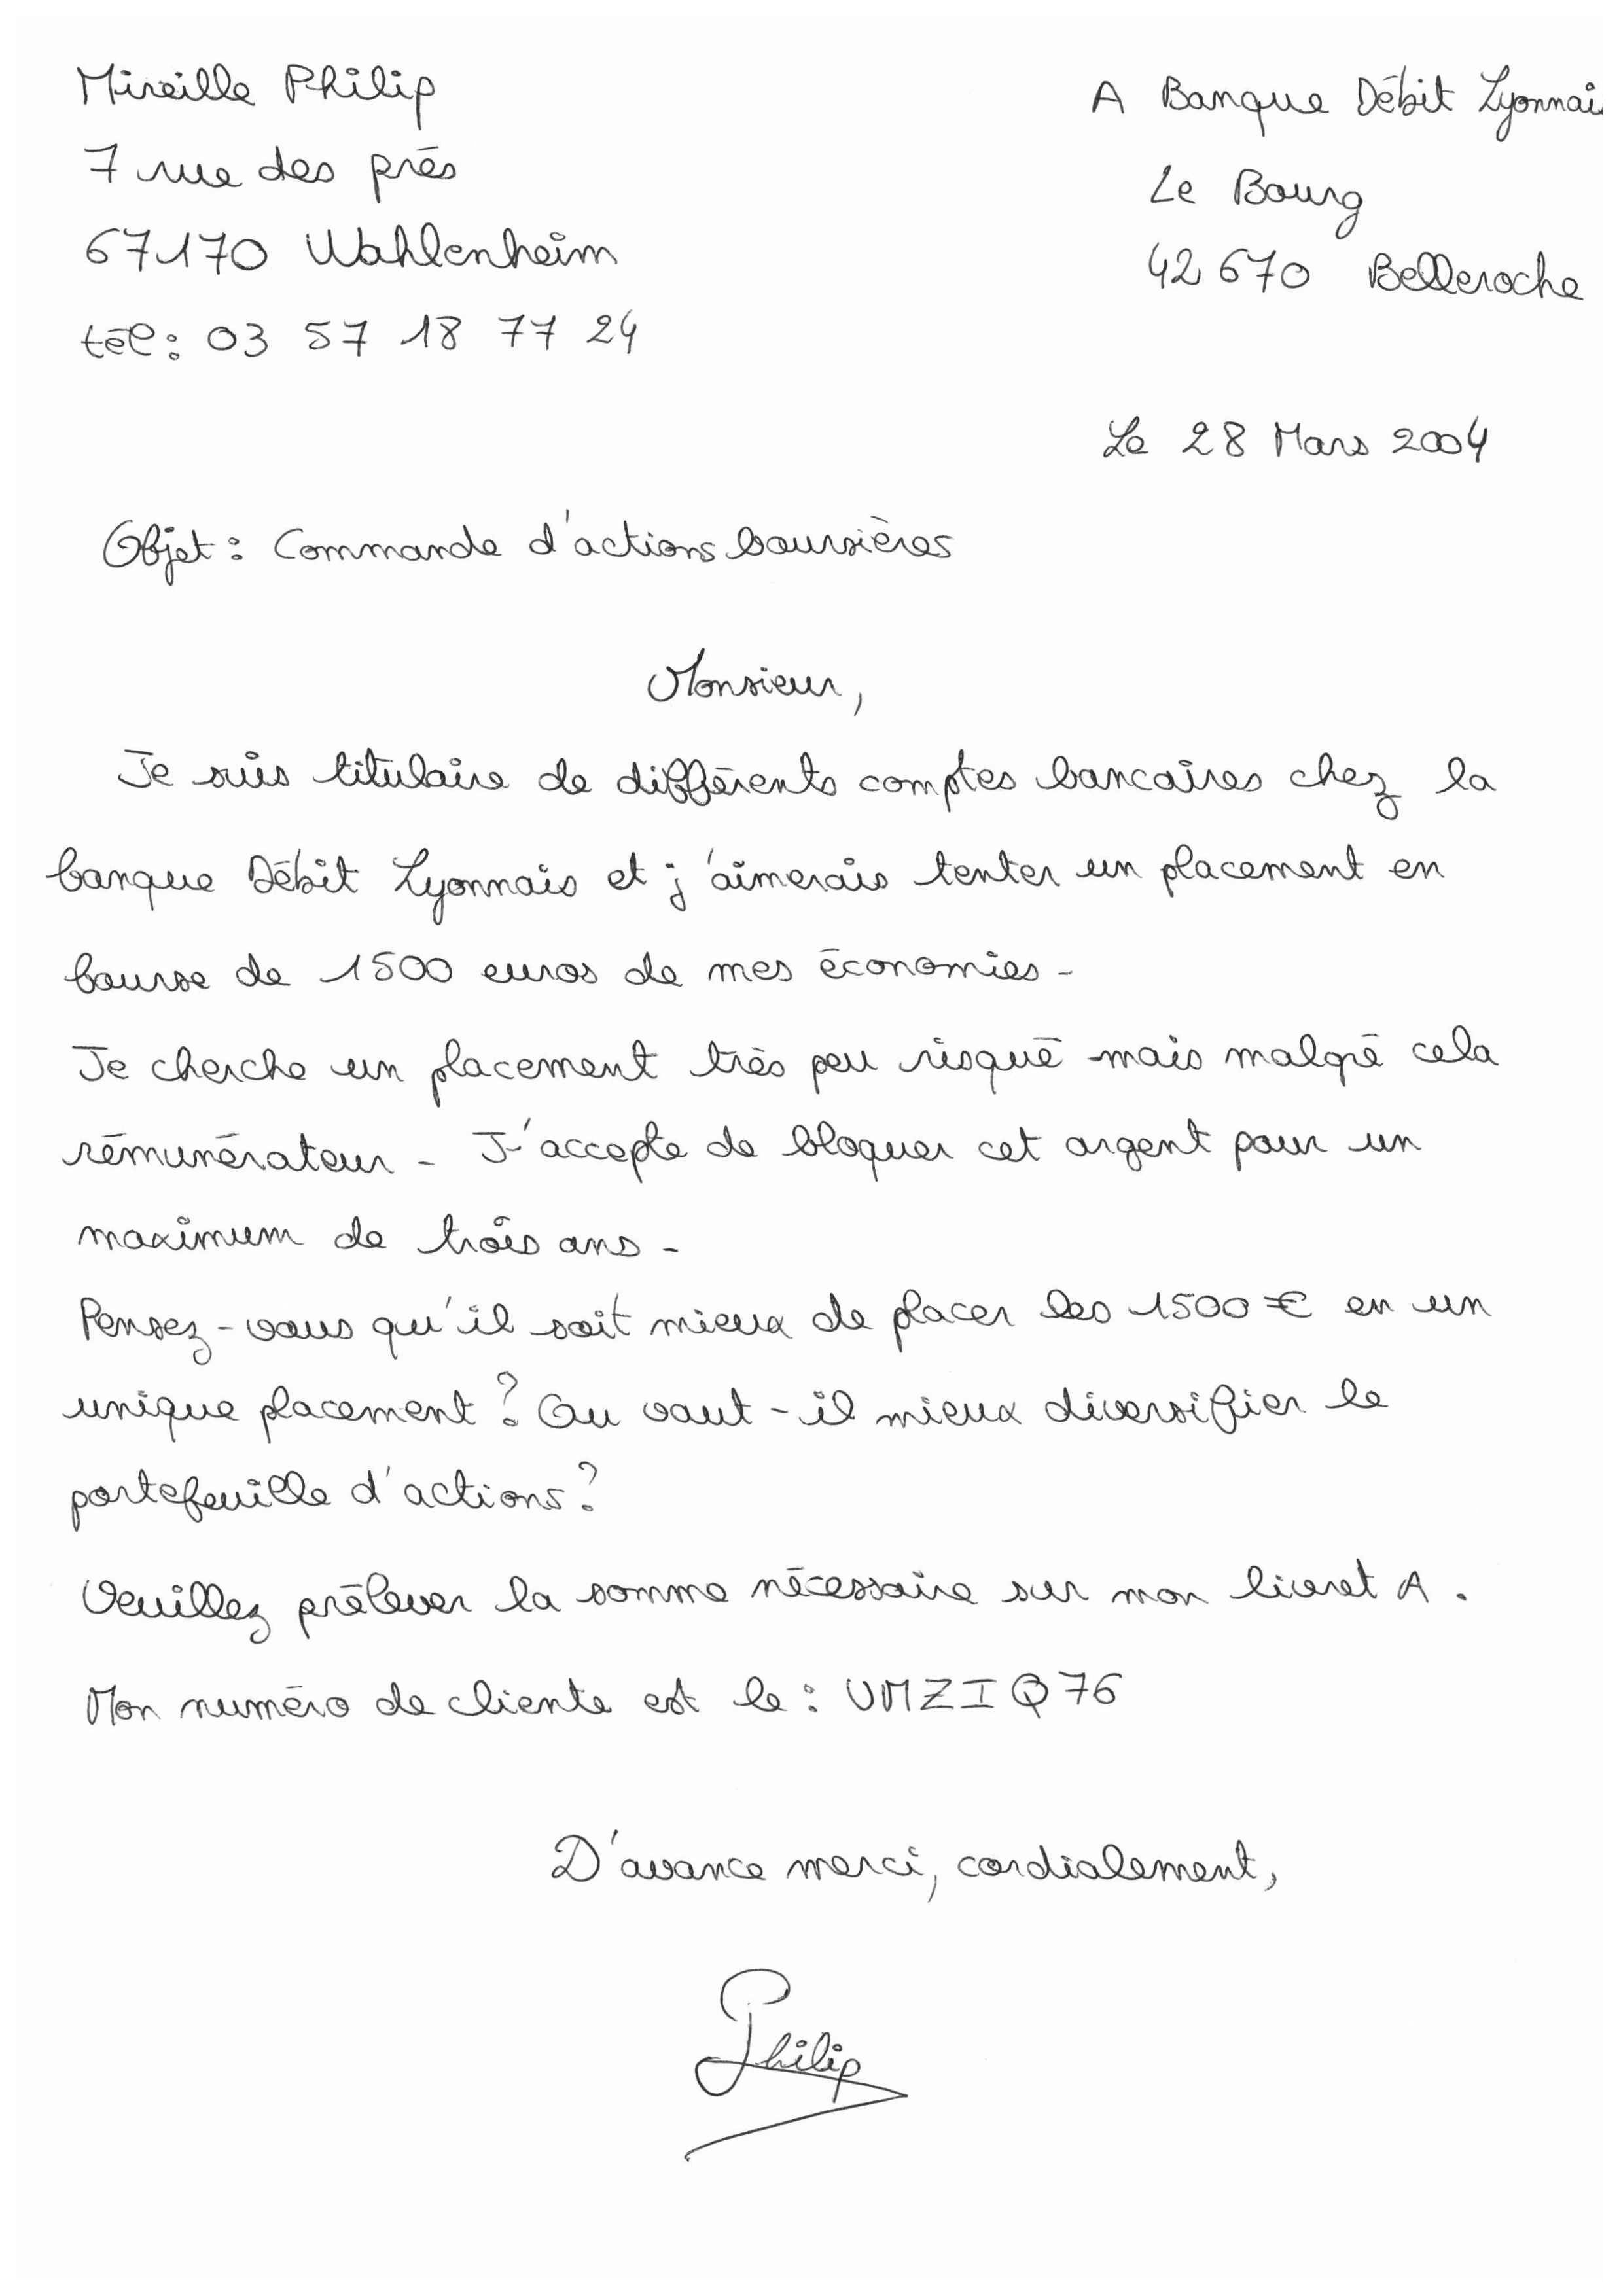 Mireille Philip
7 rue des prés
67170 Wahlenheim
tél : 03 57 18 77 24
A Banque Débit Lyonnais
Le Bourg
42 670 Belleroche
Le 28 Mars 2004
Objet : Commande d'actions boursières
Monsieur,
Je suis titulaire de différents comptes bancaires chez la
banque Débit Lyonnais et j'aimerais tenter un placement en
bourse de 1500 euros de mes économies -
Je cherche un placement très peu risqué mais malgré cela
rémunérateur - J'accepte de bloquer cet argent pour un
maximum de trois ans -
Pensez-vous qu'il soit mieux de placer les 1500 € en un
unique placement ? Ou vaut-il mieux diversifier le
portefeuille d'actions ?
Veuillez prélever la somme nécessaire sur mon livret A .
Mon numéro de cliente est le : UMZIQ76
D'avance merci, cordialement,
Philip